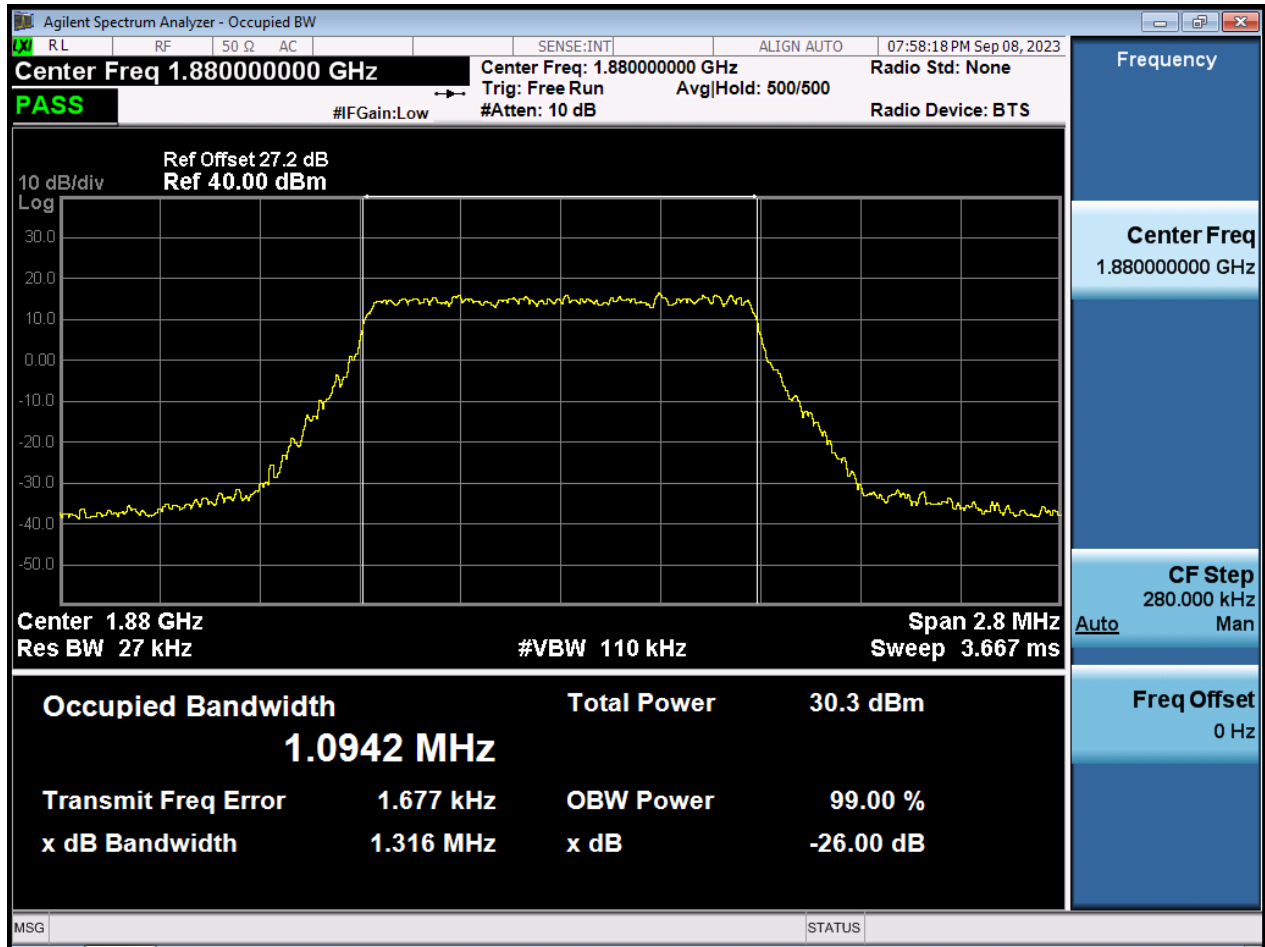 Agilent Spectrum Analyzer - Occupied BW
LXI RL RF 50 Ω AC SENSE:INT ALIGN AUTO 07:58:18 PM Sep 08, 2023
Center Freq 1.880000000 GHz
Center Freq: 1.880000000 GHz
Radio Std: None
Trig: Free Run
Avg|Hold: 500/500
PASS
#IFGain:Low
#Atten: 10 dB
Radio Device: BTS
Ref Offset 27.2 dB
10 dB/div
Ref 40.00 dBm
Log
30.0
20.0
10.0
0.00
-10.0
-20.0
-30.0
-40.0
-50.0
Center 1.88 GHz
Span 2.8 MHz
Res BW 27 kHz
#VBW 110 kHz
Sweep 3.667 ms
Occupied Bandwidth
Total Power 30.3 dBm
1.0942 MHz
Transmit Freq Error 1.677 kHz
OBW Power 99.00 %
x dB Bandwidth 1.316 MHz
x dB -26.00 dB
MSG
STATUS
Frequency
Center Freq
1.880000000 GHz
CF Step
280.000 kHz
Auto Man
Freq Offset
0 Hz